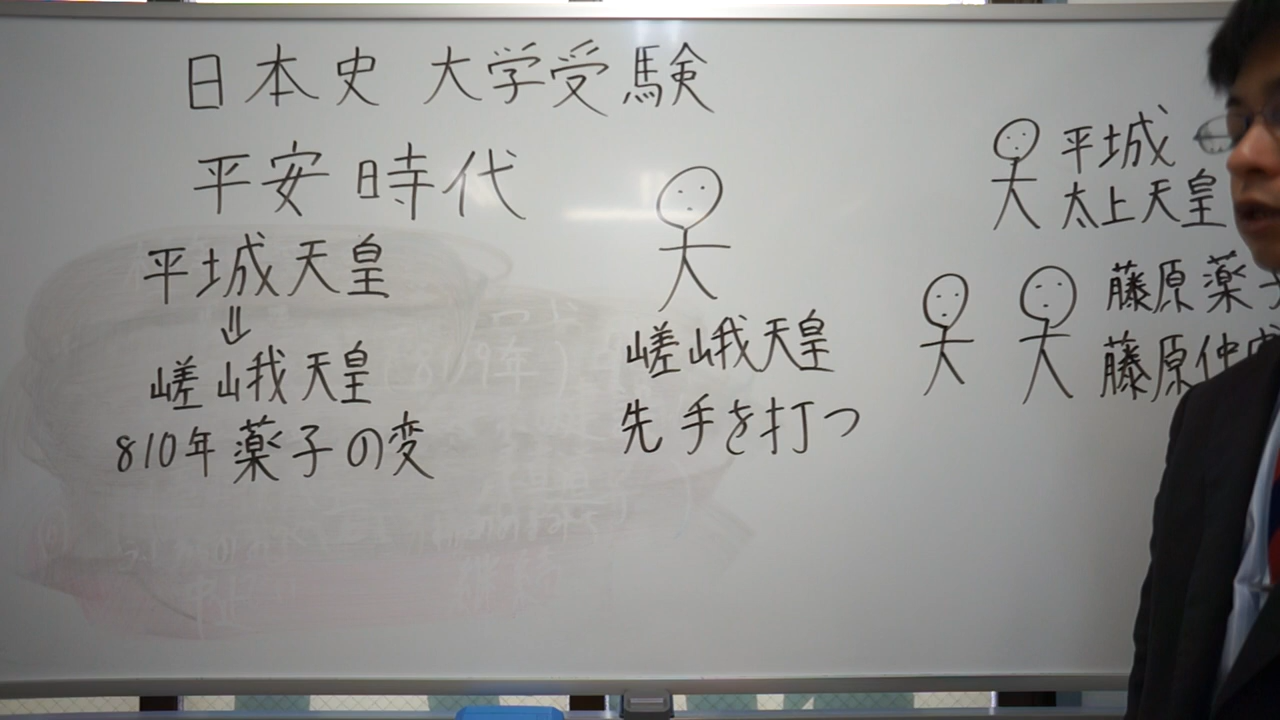 日本史 大学受験
平安時代
平城天皇
⇓
嵯峨天皇
810年 薬子の変
嵯峨天皇
先手を打つ
平城
太上天皇
藤原薬子
藤原仲